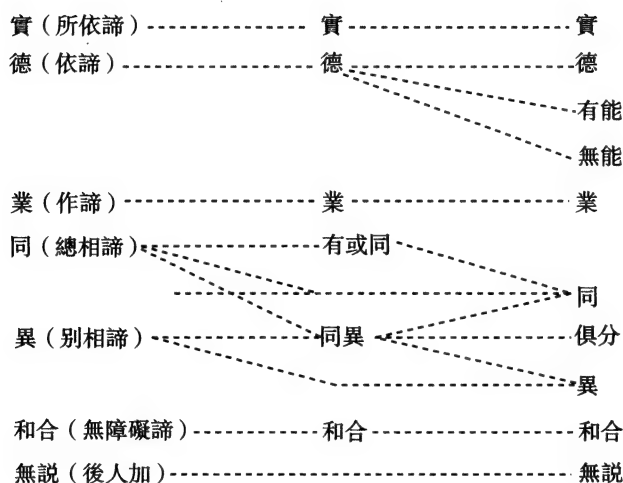 實（所依諦） 實 實
德（依諦） 德 德
有能
無能
業（作諦） 業 業
同（總相諦） 有或同
同
異（別相諦） 同異 俱分
異
和合（無障礙諦） 和合 和合
無説（後人加） 無説